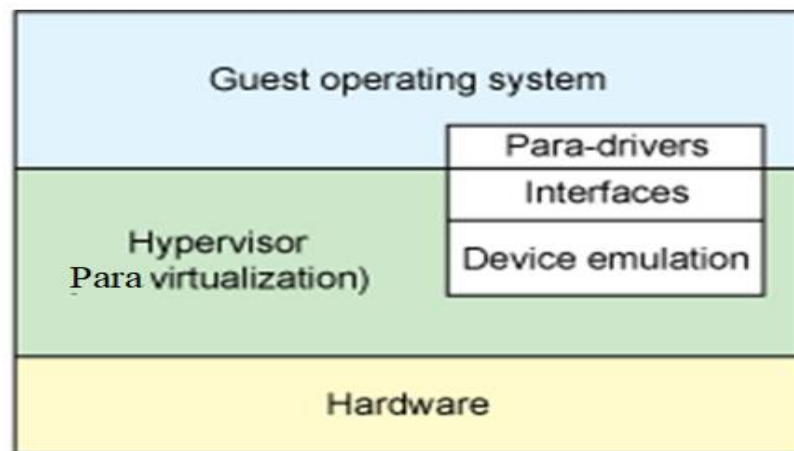 Guest operating system
Para-drivers
Interfaces
Device emulation
Hypervisor
Para virtualization)
Hardware